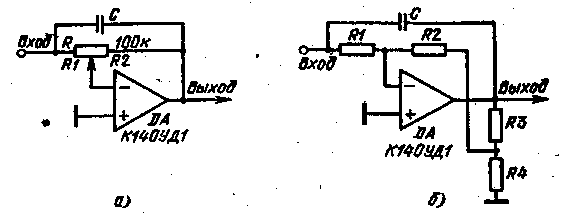 C
Вход
R
100к
R1
R2
Выход
DA
К140УД1
а)
C
Вход
R1
R2
Выход
DA
К140УД1
R3
R4
б)